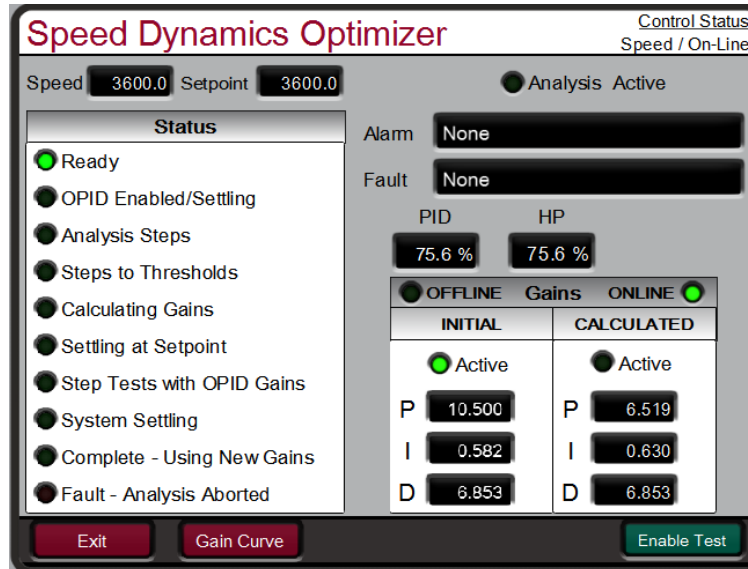 Speed Dynamics Optimizer
Control Status
Speed / On-Line
Speed 3600.0 Setpoint 3600.0
Analysis Active
Status
Ready
OPID Enabled/Settling
Analysis Steps
Steps to Thresholds
Calculating Gains
Settling at Setpoint
Step Tests with OPID Gains
System Settling
Complete - Using New Gains
Fault - Analysis Aborted
Alarm None
Fault None
PID HP
75.6 % 75.6 %
OFFLINE Gains ONLINE
INITIAL CALCULATED
Active Active
P 10.500 P 6.519
I 0.582 I 0.630
D 6.853 D 6.853
Exit Gain Curve Enable Test